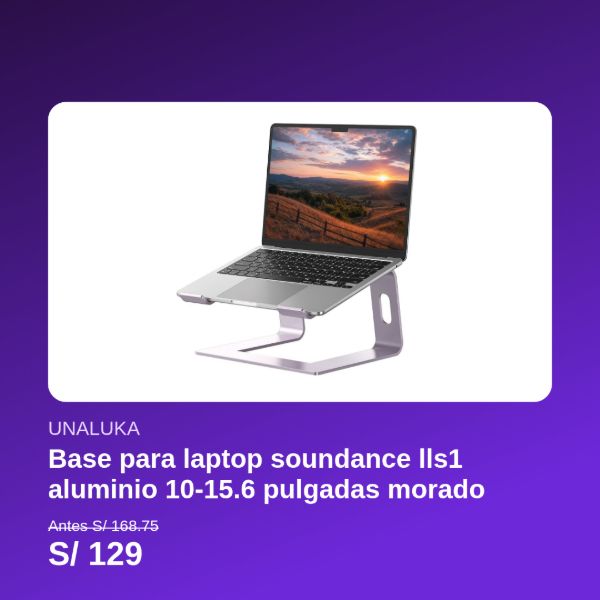 UNALUKA
Base para laptop soundance lls1
aluminio 10-15.6 pulgadas morado
Antes S/ 168.75
S/ 129